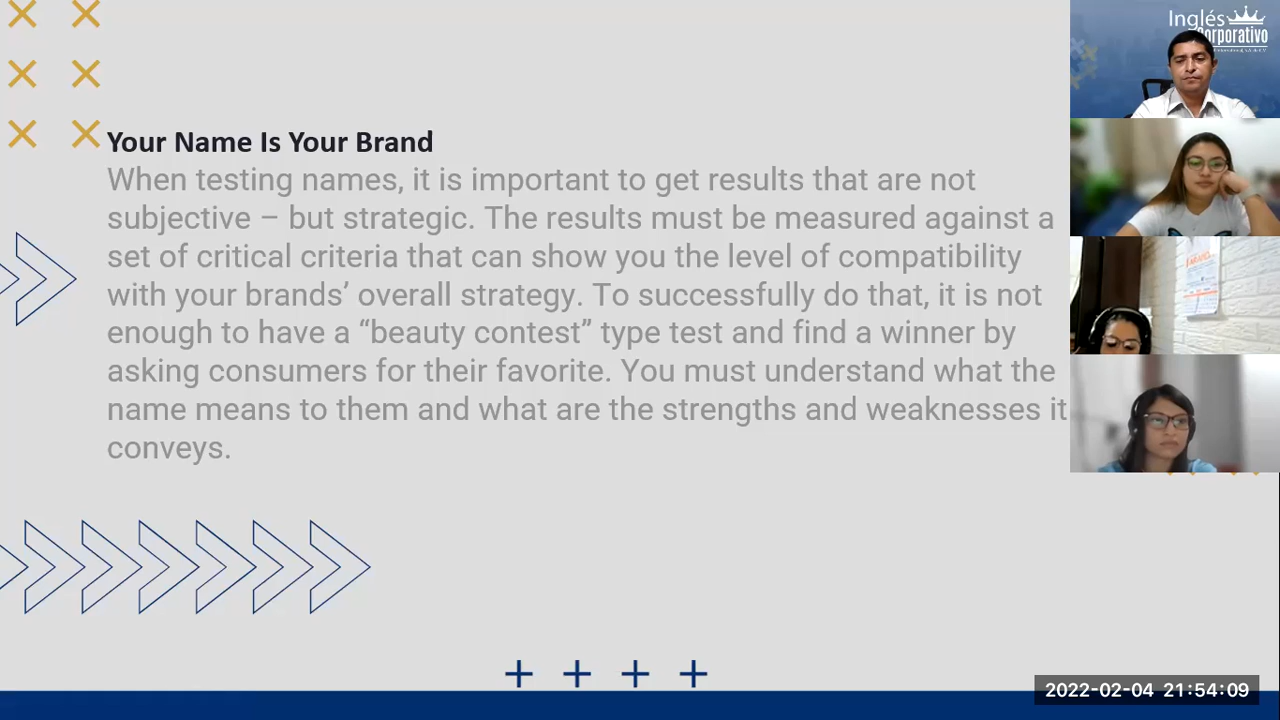 Inglés
Corporativo
Your Name Is Your Brand
When testing names, it is important to get results that are not
subjective – but strategic. The results must be measured against a
set of critical criteria that can show you the level of compatibility
with your brands’ overall strategy. To successfully do that, it is not
enough to have a “beauty contest” type test and find a winner by
asking consumers for their favorite. You must understand what the
name means to them and what are the strengths and weaknesses it
conveys.
2022-02-04 21:54:09